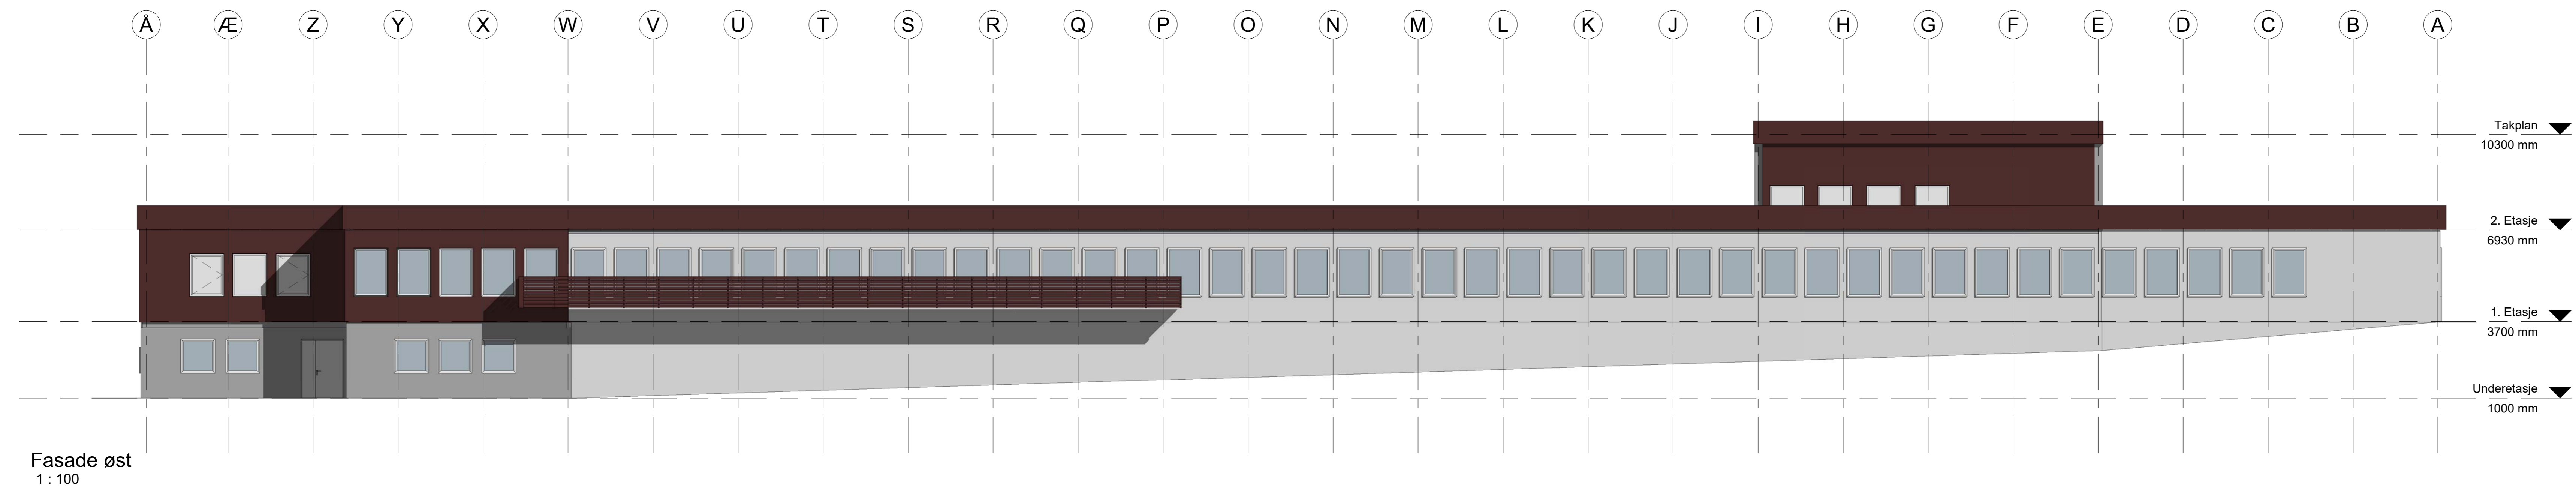 Å Æ Z Y X W V U T S R Q P O N M L K J I H G F E D C B A
Takplan
10300 mm
2. Etasje
6930 mm
1. Etasje
3700 mm
Underetasje
1000 mm
Fasade øst
1 : 100